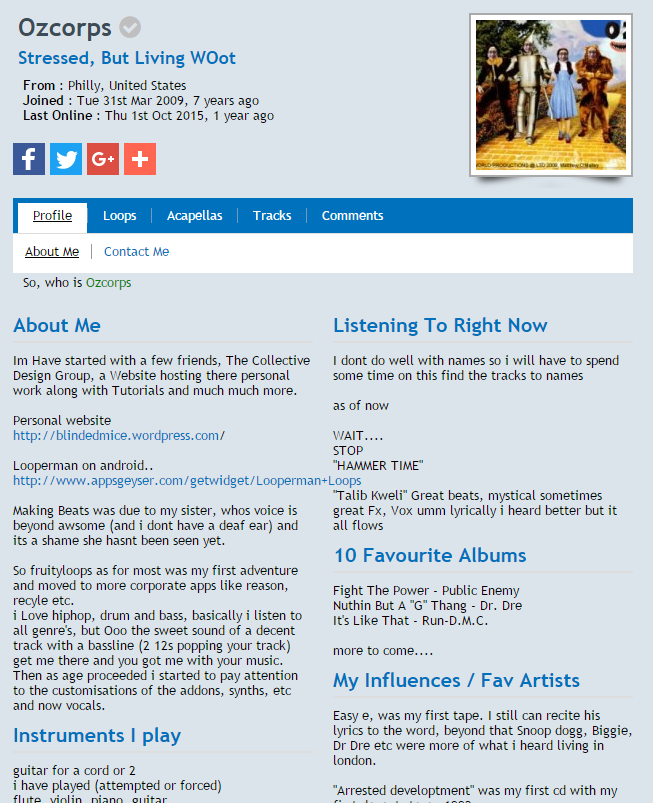 Ozcorps
Stressed, But Living WOot
From : Philly, United States
Joined : Tue 31st Mar 2009, 7 years ago
Last Online : Thu 1st Oct 2015, 1 year ago
Profile
Loops
Acapellas
Tracks
Comments
About Me
Contact Me
So, who is Ozcorps
About Me
Im Have started with a few friends, The Collective
Design Group, a Website hosting there personal
work along with Tutorials and much much more.
Personal website
http://blindedmice.wordpress.com/
Looperman on android..
http://www.appsgeyser.com/getwidget/Looperman+Loops
Making Beats was due to my sister, whos voice is
beyond awsome (and i dont have a deaf ear) and
its a shame she hasnt been seen yet.
So fruityloops as for most was my first adventure
and moved to more corporate apps like reason,
recyle etc.
i Love hiphop, drum and bass, basically i listen to
all genre's, but Ooo the sweet sound of a decent
track with a bassline (2 12s popping your track)
get me there and you got me with your music.
Then as age proceeded i started to pay attention
to the customisations of the addons, synths, etc
and now vocals.
Instruments I play
guitar for a cord or 2
i have played (attempted or forced)
flute, violin, piano, guitar
Listening To Right Now
I dont do well with names so i will have to spend
some time on this find the tracks to names
as of now
WAIT....
STOP
"HAMMER TIME"
"Talib Kweli" Great beats, mystical sometimes
great Fx, Vox umm lyrically i heard better but it
all flows
10 Favourite Albums
Fight The Power - Public Enemy
Nuthin But A "G" Thang - Dr. Dre
It's Like That - Run-D.M.C.
more to come....
My Influences / Fav Artists
Easy e, was my first tape. I still can recite his
lyrics to the word, beyond that Snoop dogg, Biggie,
Dr Dre etc were more of what i heard living in
london.
"Arrested developtment" was my first cd with my